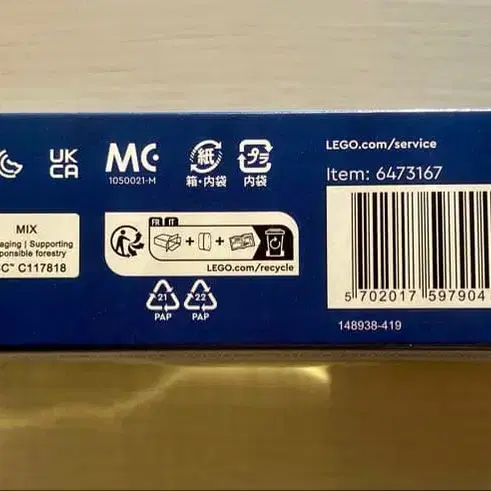 UK
CA
MC
1050021-M
紙
箱・内袋
プラ
内袋
LEGO.com/service
Item: 6473167
MIX
aging | Supporting
ponsible forestry
C™ C117818
FR IT
LEGO.com/recycle
21
PAP
22
PAP
5 702017 597904
148938-419